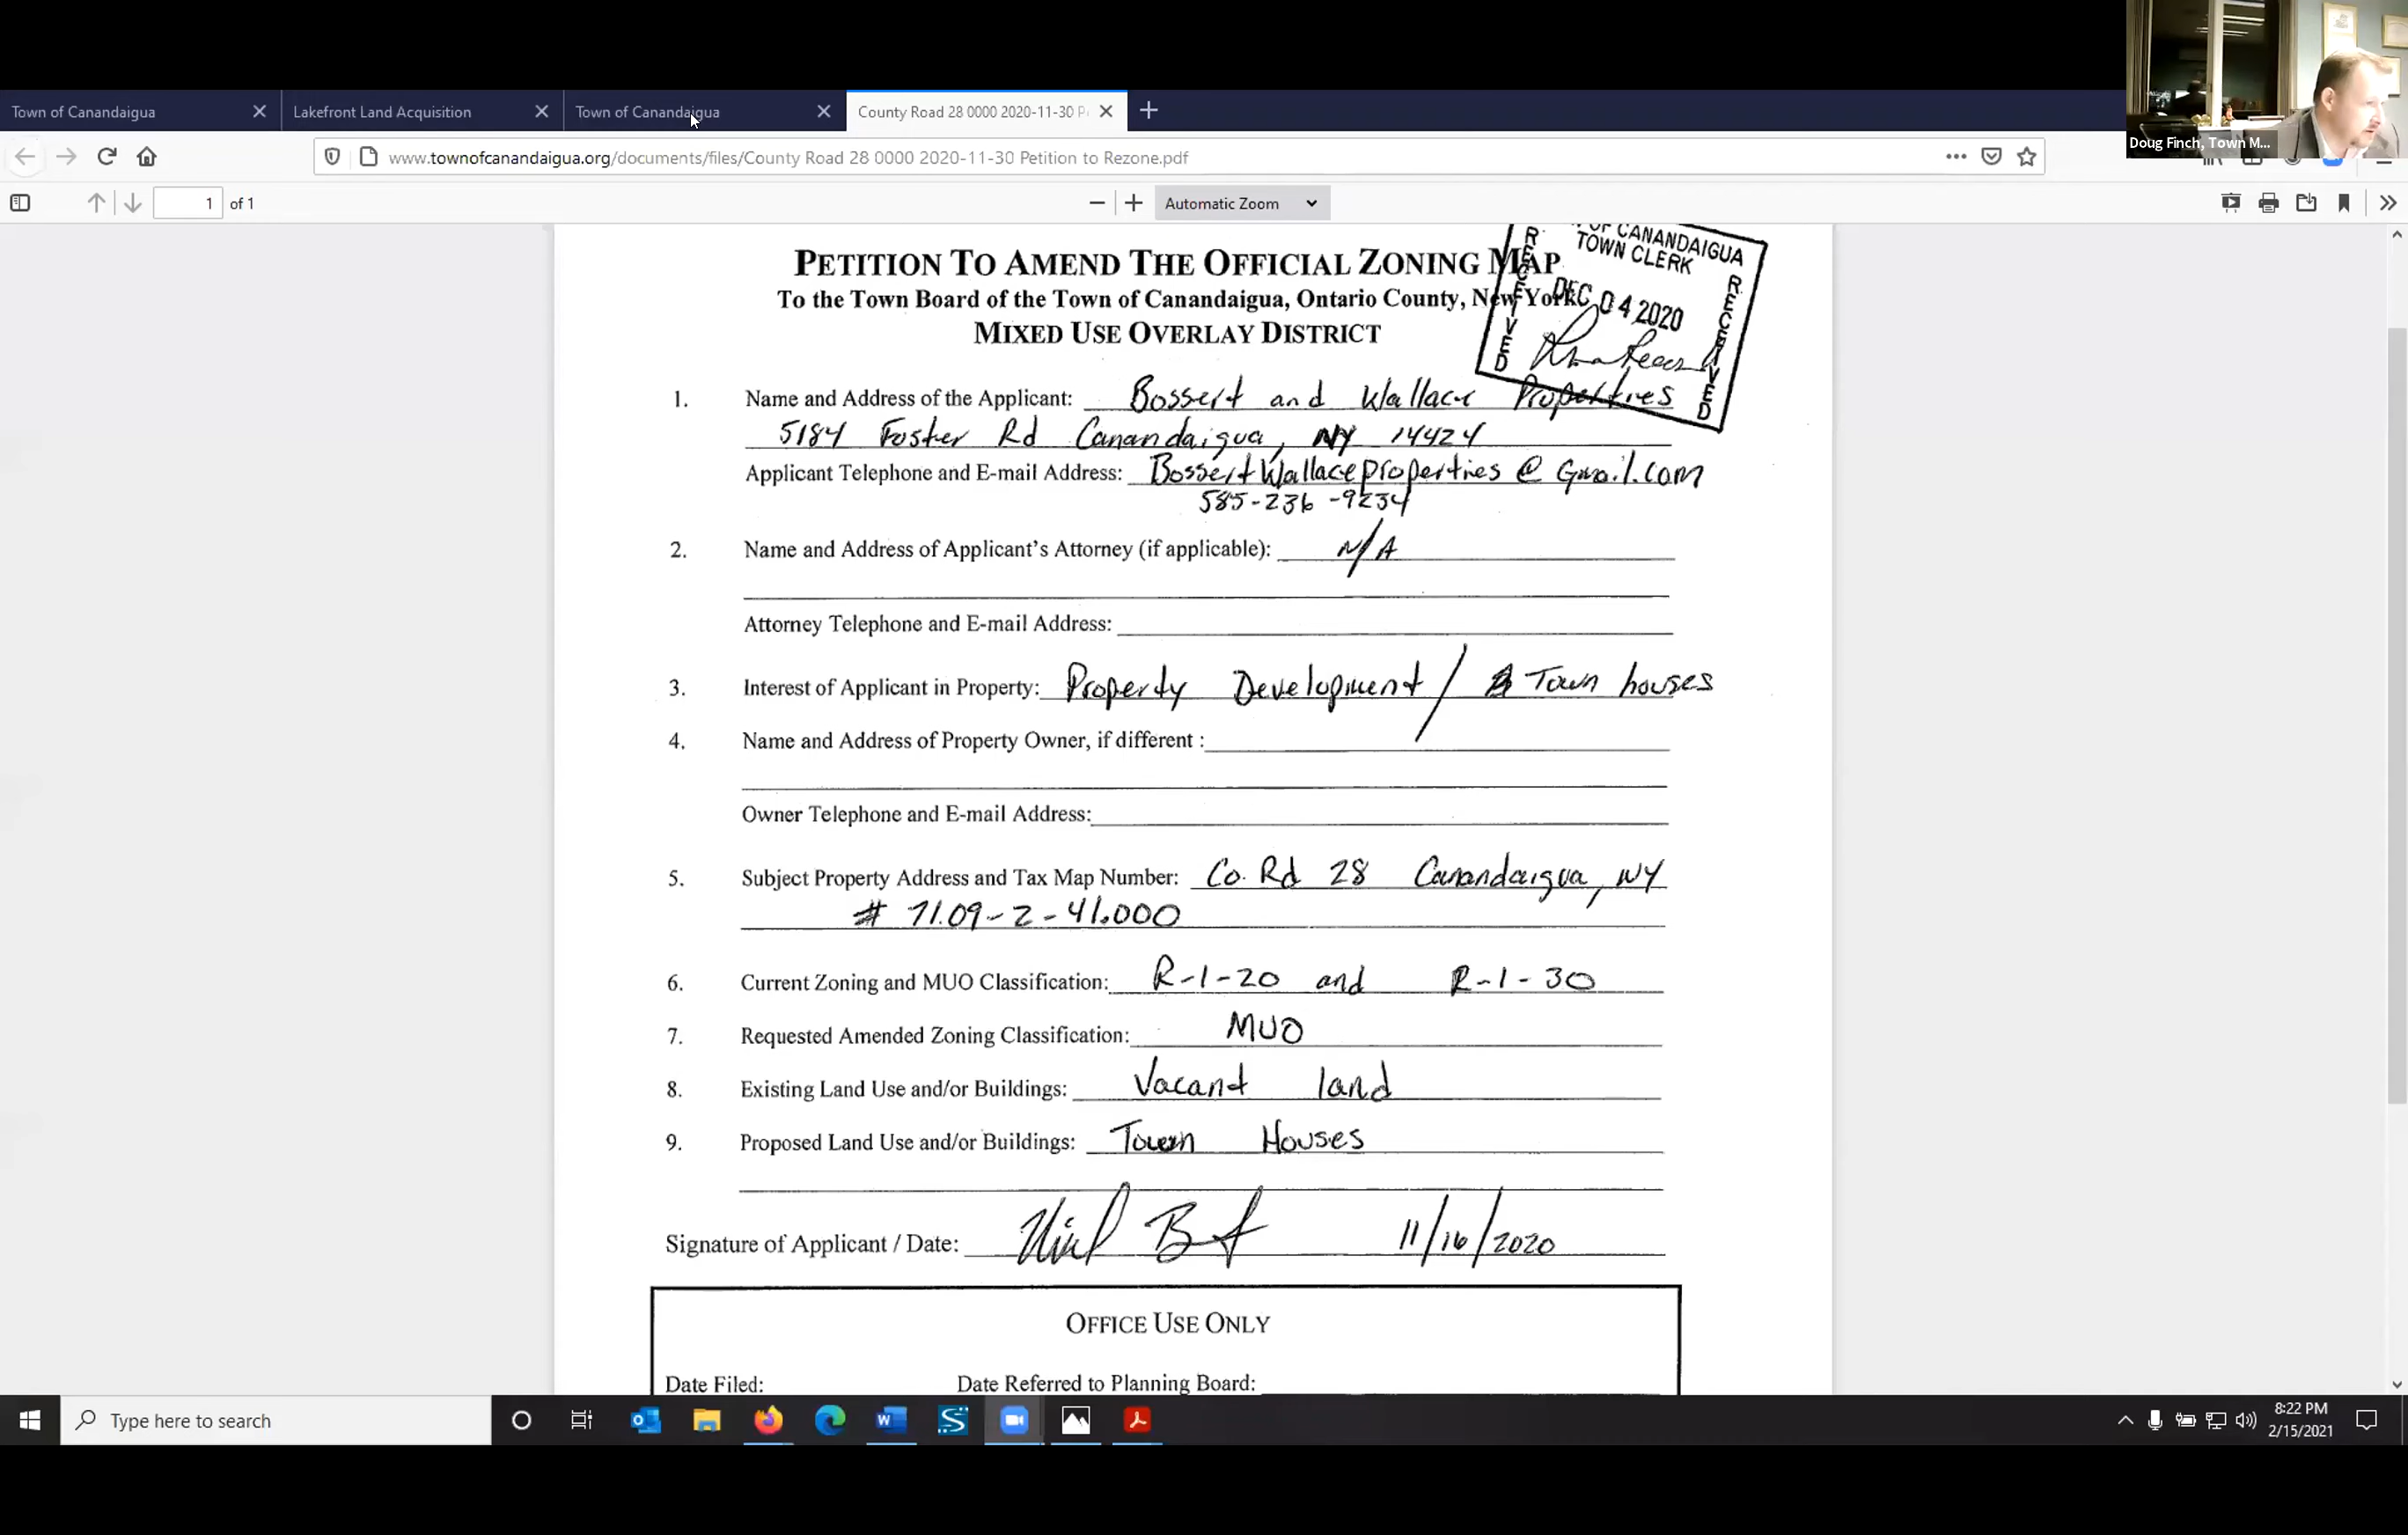 Doug Finch, Town M...
Town of Canandaigua
Lakefront Land Acquisition
Town of Canandaigua
County Road 28 0000 2020-11-30 P
www.townofcanandaigua.org/documents/files/County Road 28 0000 2020-11-30 Petition to Rezone.pdf
1 of 1
Automatic Zoom
PETITION TO AMEND THE OFFICIAL ZONING MAP
To the Town Board of the Town of Canandaigua, Ontario County, New York
MIXED USE OVERLAY DISTRICT
OF CANANDAIGUA
TOWN CLERK
RECEIVED
DEC 04 2020
RECEIVED
1. Name and Address of the Applicant: Bossert and Wallace Properties
5184 Foster Rd Canandaigua, NY 14424
Applicant Telephone and E-mail Address: BossertWallaceproperties@Gmail.com
585-236-9234
2. Name and Address of Applicant's Attorney (if applicable): N/A
Attorney Telephone and E-mail Address:
3. Interest of Applicant in Property: Property Development / Town houses
4. Name and Address of Property Owner, if different :
Owner Telephone and E-mail Address:
5. Subject Property Address and Tax Map Number: Co. Rd 28 Canandaigua, NY
# 71.09-2-41.000
6. Current Zoning and MUO Classification: R-1-20 and R-1-30
7. Requested Amended Zoning Classification: MUO
8. Existing Land Use and/or Buildings: Vacant land
9. Proposed Land Use and/or Buildings: Town Houses
Signature of Applicant / Date: 11/16/2020
OFFICE USE ONLY
Date Filed: Date Referred to Planning Board:
Type here to search
8:22 PM
2/15/2021